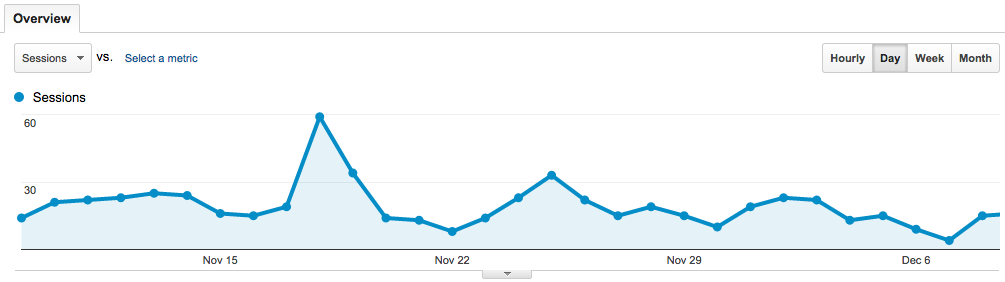 Overview
Sessions VS. Select a metric Hourly Day Week Month
Sessions
60
30
Nov 15 Nov 22 Nov 29 Dec 6